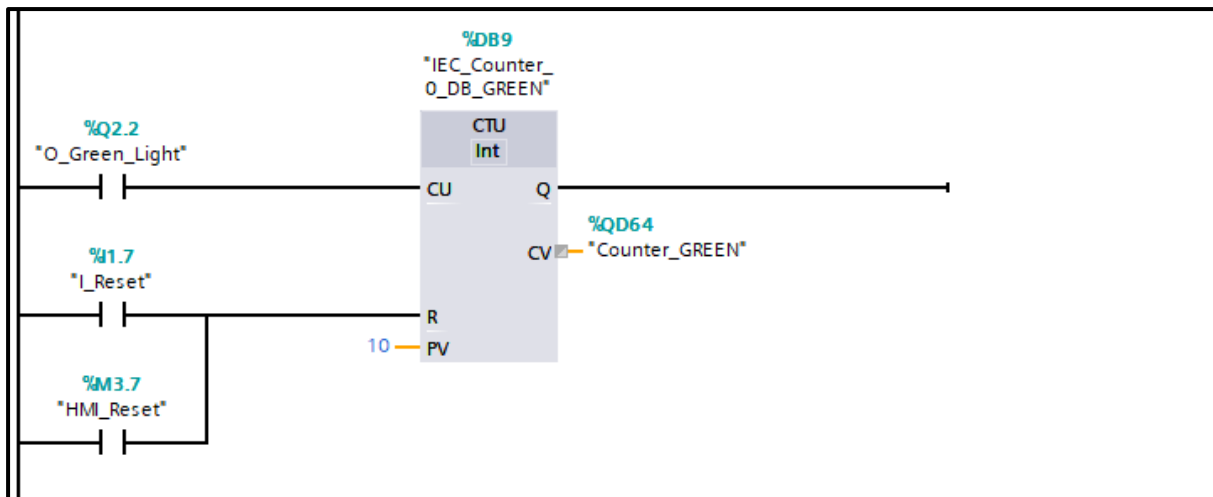 %DB9
"IEC_Counter_
0_DB_GREEN"
CTU
Int
%Q2.2
"O_Green_Light"
CU
Q
%QD64
CV
"Counter_GREEN"
%I1.7
"I_Reset"
R
10
PV
%M3.7
"HMI_Reset"